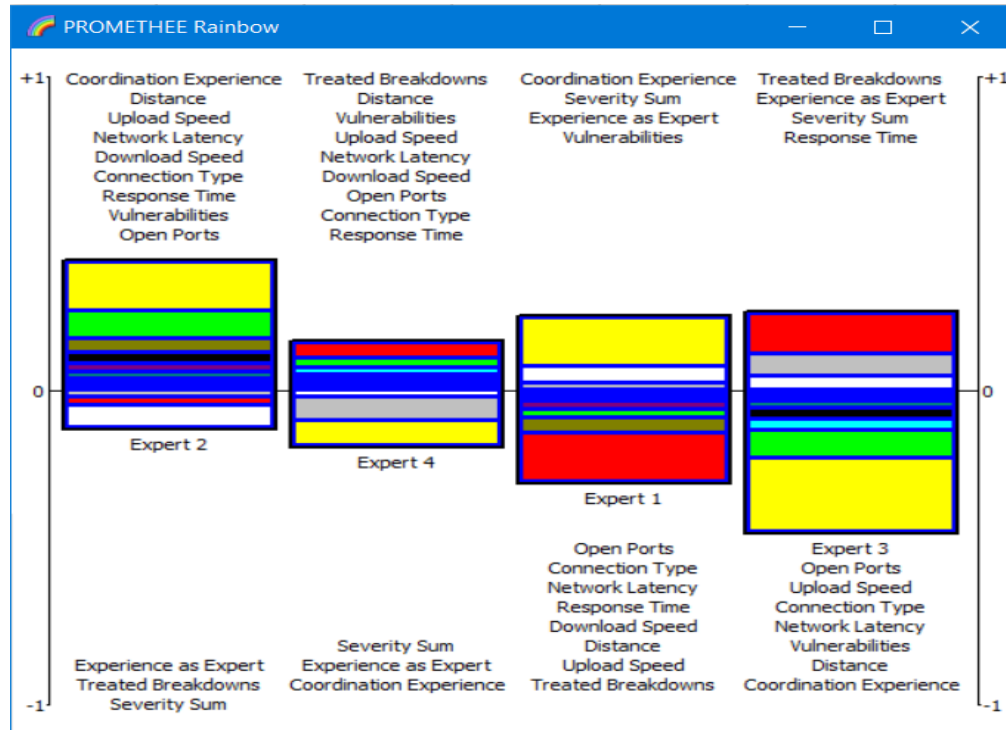 PROMETHEE Rainbow
+1
Coordination Experience
Distance
Upload Speed
Network Latency
Download Speed
Connection Type
Response Time
Vulnerabilities
Open Ports
Treated Breakdowns
Distance
Vulnerabilities
Upload Speed
Network Latency
Download Speed
Open Ports
Connection Type
Response Time
Coordination Experience
Severity Sum
Experience as Expert
Vulnerabilities
Treated Breakdowns
Experience as Expert
Severity Sum
Response Time
+1
0
0
Expert 2
Experience as Expert
Treated Breakdowns
Severity Sum
Expert 4
Severity Sum
Experience as Expert
Coordination Experience
Expert 1
Open Ports
Connection Type
Network Latency
Response Time
Download Speed
Distance
Upload Speed
Treated Breakdowns
Expert 3
Open Ports
Upload Speed
Connection Type
Network Latency
Vulnerabilities
Distance
Coordination Experience
-1
-1